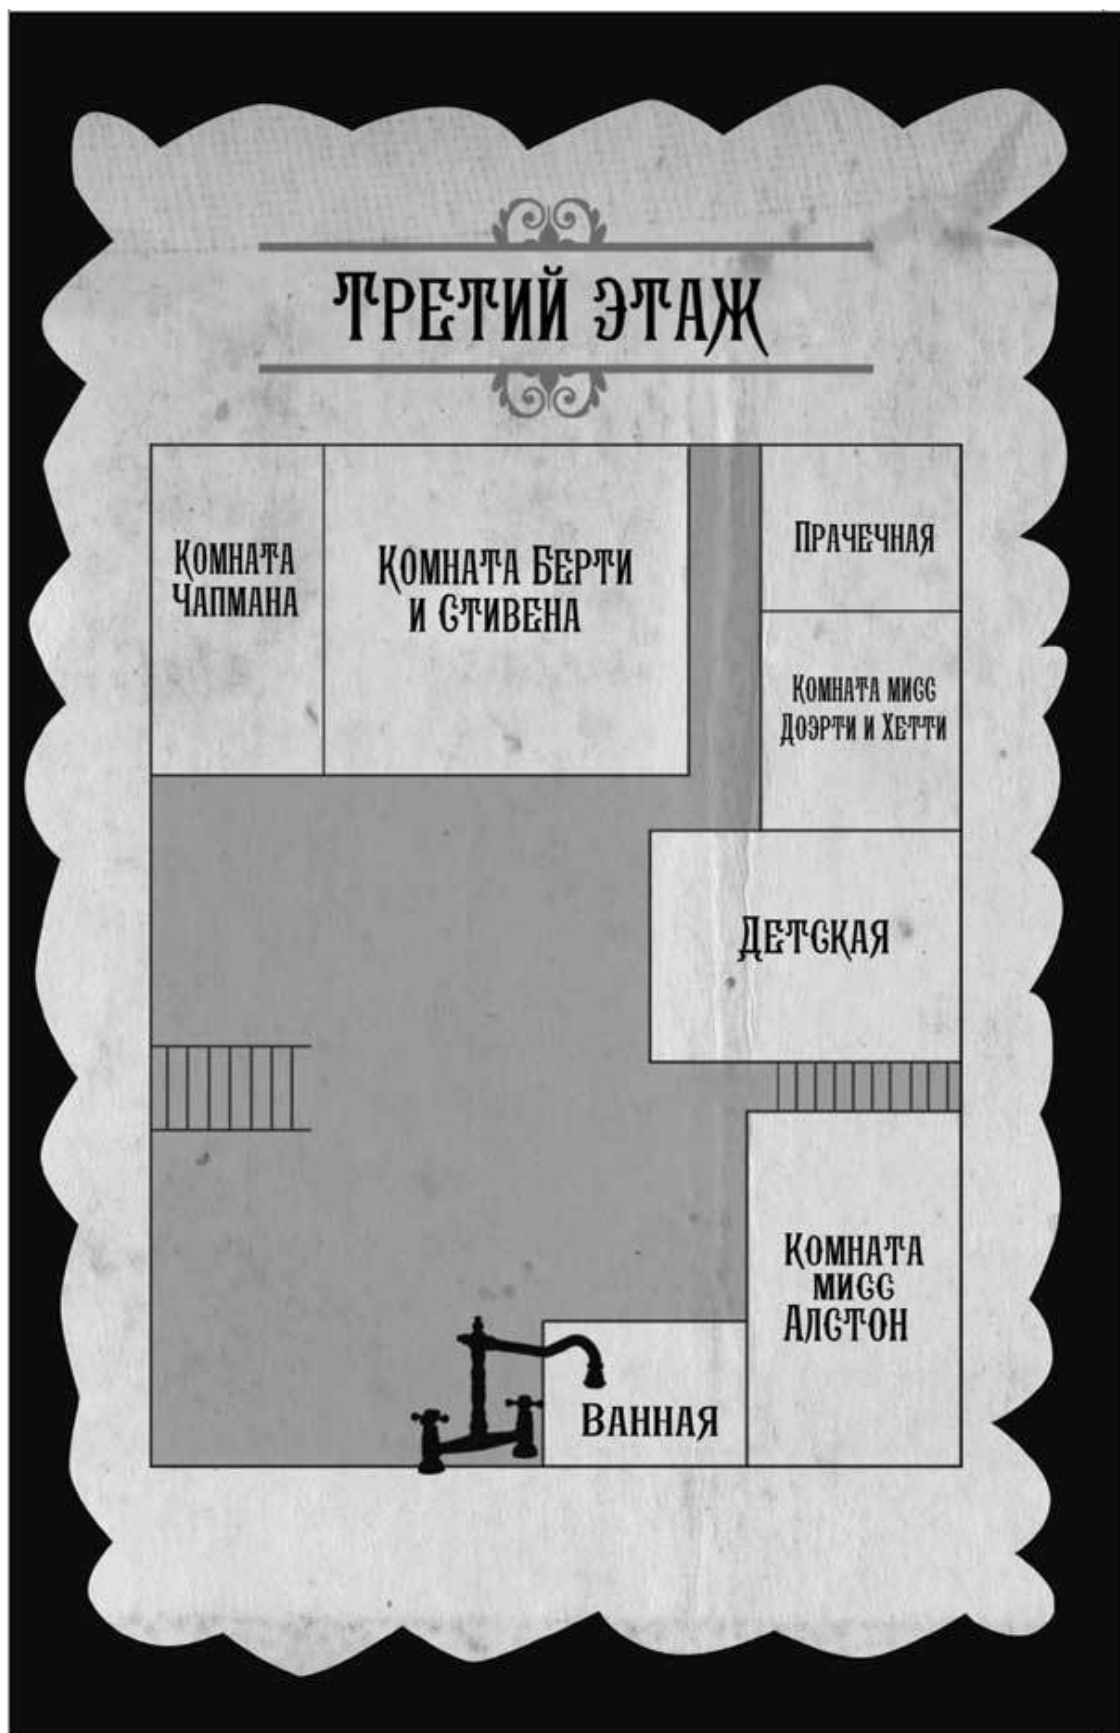 Третий этаж
Комната
Чапмана
Комната Берти
и Стивена
Прачечная
Комната мисс
Доэрти и Хетти
Детская
Комната
мисс
Алстон
Ванная